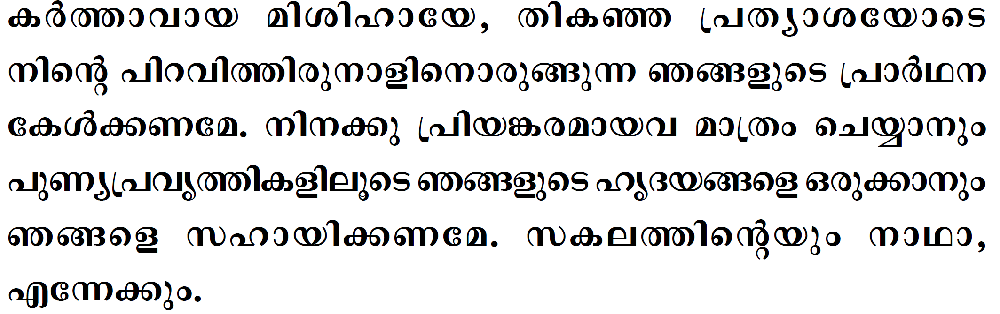 കർത്താവായ മിശിഹായേ, തികഞ്ഞ പ്രത്യാശയോടെ
നിന്റെ പിറവിത്തിരുനാളിനൊരുങ്ങുന്ന ഞങ്ങളുടെ പ്രാർഥന
കേൾക്കണമേ. നിനക്കു പ്രിയങ്കരമായവ മാത്രം ചെയ്യാനും
പുണ്യപ്രവൃത്തികളിലൂടെ ഞങ്ങളുടെ ഹൃദയങ്ങളെ ഒരുക്കാനും
ഞങ്ങളെ സഹായിക്കണമേ. സകലത്തിന്റെയും നാഥാ,
എന്നേക്കും.